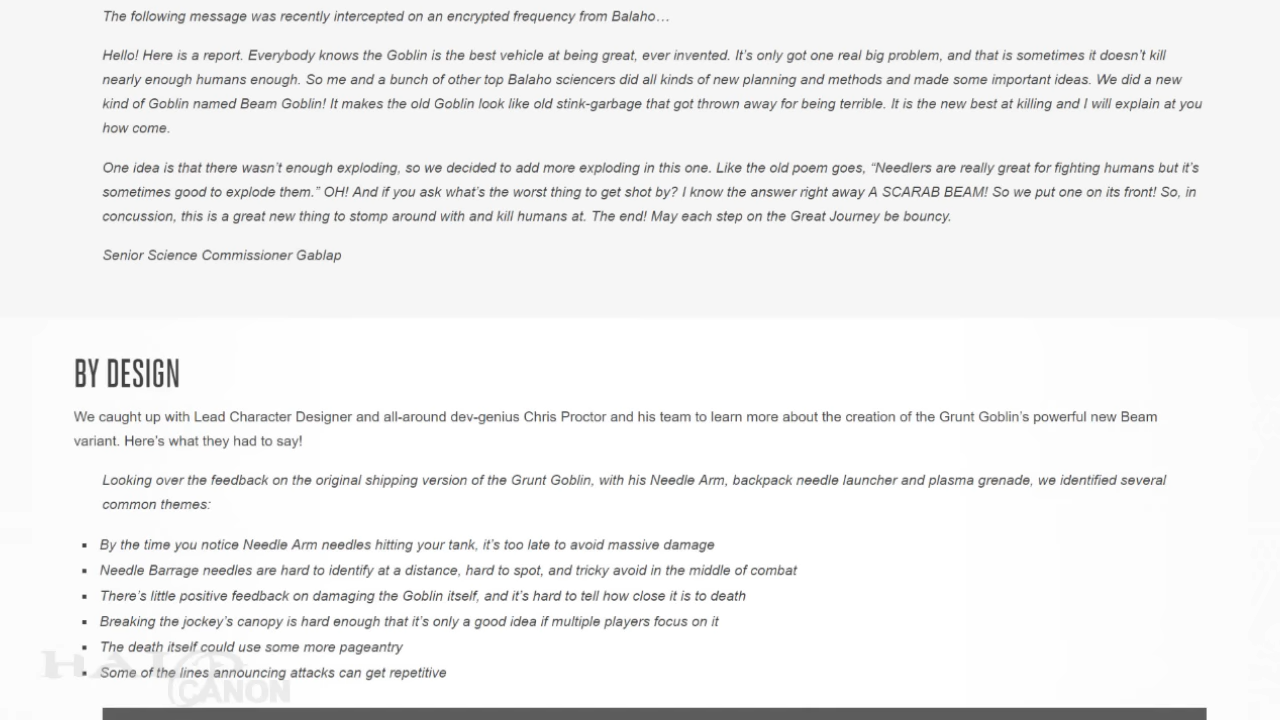 The following message was recently intercepted on an encrypted frequency from Balaho…
Hello! Here is a report. Everybody knows the Goblin is the best vehicle at being great, ever invented. It's only got one real big problem, and that is sometimes it doesn't kill
nearly enough humans enough. So me and a bunch of other top Balaho sciencers did all kinds of new planning and methods and made some important ideas. We did a new
kind of Goblin named Beam Goblin! It makes the old Goblin look like old stink-garbage that got thrown away for being terrible. It is the new best at killing and I will explain at you
how come.
One idea is that there wasn't enough exploding, so we decided to add more exploding in this one. Like the old poem goes, "Needlers are really great for fighting humans but it's
sometimes good to explode them." OH! And if you ask what's the worst thing to get shot by? I know the answer right away A SCARAB BEAM! So we put one on its front! So, in
concussion, this is a great new thing to stomp around with and kill humans at. The end! May each step on the Great Journey be bouncy.
Senior Science Commissioner Gablap
BY DESIGN
We caught up with Lead Character Designer and all-around dev-genius Chris Proctor and his team to learn more about the creation of the Grunt Goblin's powerful new Beam
variant. Here's what they had to say!
Looking over the feedback on the original shipping version of the Grunt Goblin, with his Needle Arm, backpack needle launcher and plasma grenade, we identified several
common themes:
▪ By the time you notice Needle Arm needles hitting your tank, it's too late to avoid massive damage
▪ Needle Barrage needles are hard to identify at a distance, hard to spot, and tricky avoid in the middle of combat
▪ There's little positive feedback on damaging the Goblin itself, and it's hard to tell how close it is to death
▪ Breaking the jockey's canopy is hard enough that it's only a good idea if multiple players focus on it
▪ The death itself could use some more pageantry
▪ Some of the lines announcing attacks can get repetitive
HALO
CANON